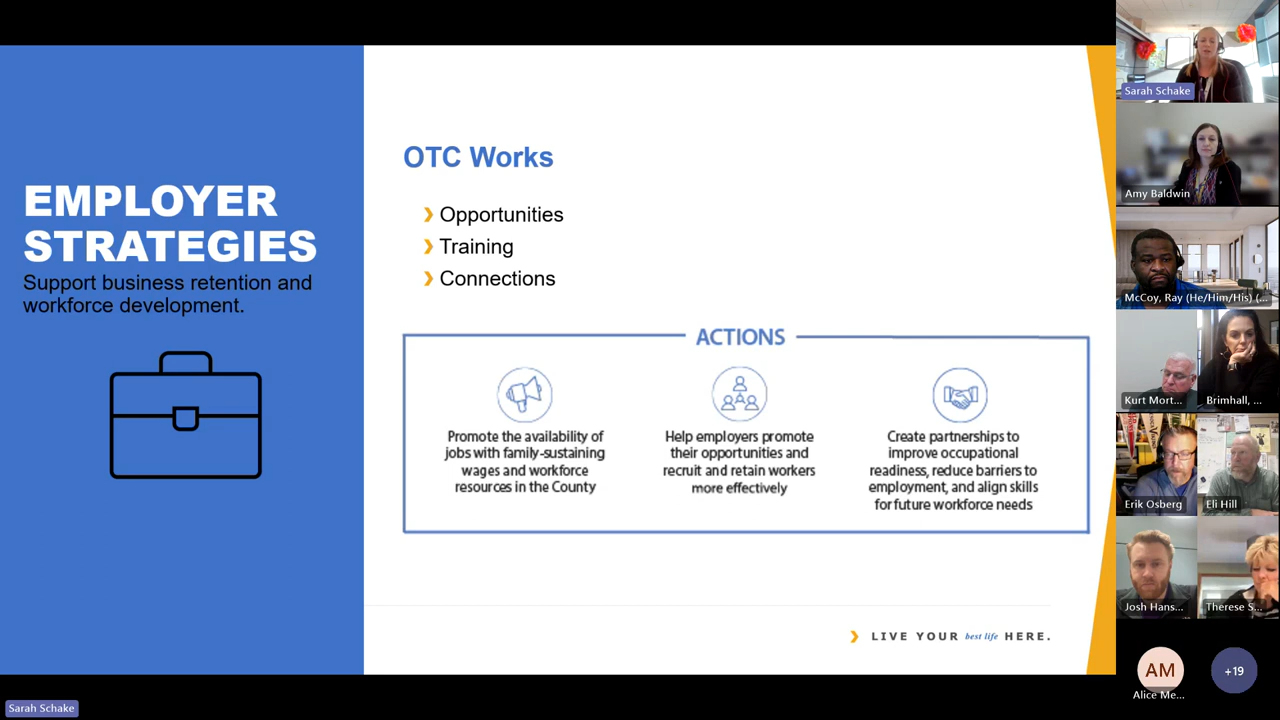 EMPLOYER
STRATEGIES
Support business retention and
workforce development.
OTC Works
Opportunities
Training
Connections
ACTIONS
Promote the availability of
jobs with family-sustaining
wages and workforce
resources in the County
Help employers promote
their opportunities and
recruit and retain workers
more effectively
Create partnerships to
improve occupational
readiness, reduce barriers to
employment, and align skills
for future workforce needs
LIVE YOUR best life HERE.
Sarah Schake
Sarah Schake
Amy Baldwin
McCoy, Ray (He/Him/His) (...
Kurt Mort...
Brimhall, ...
Erik Osberg
Eli Hill
Josh Hans...
Therese S...
AM
Alice Me...
+19